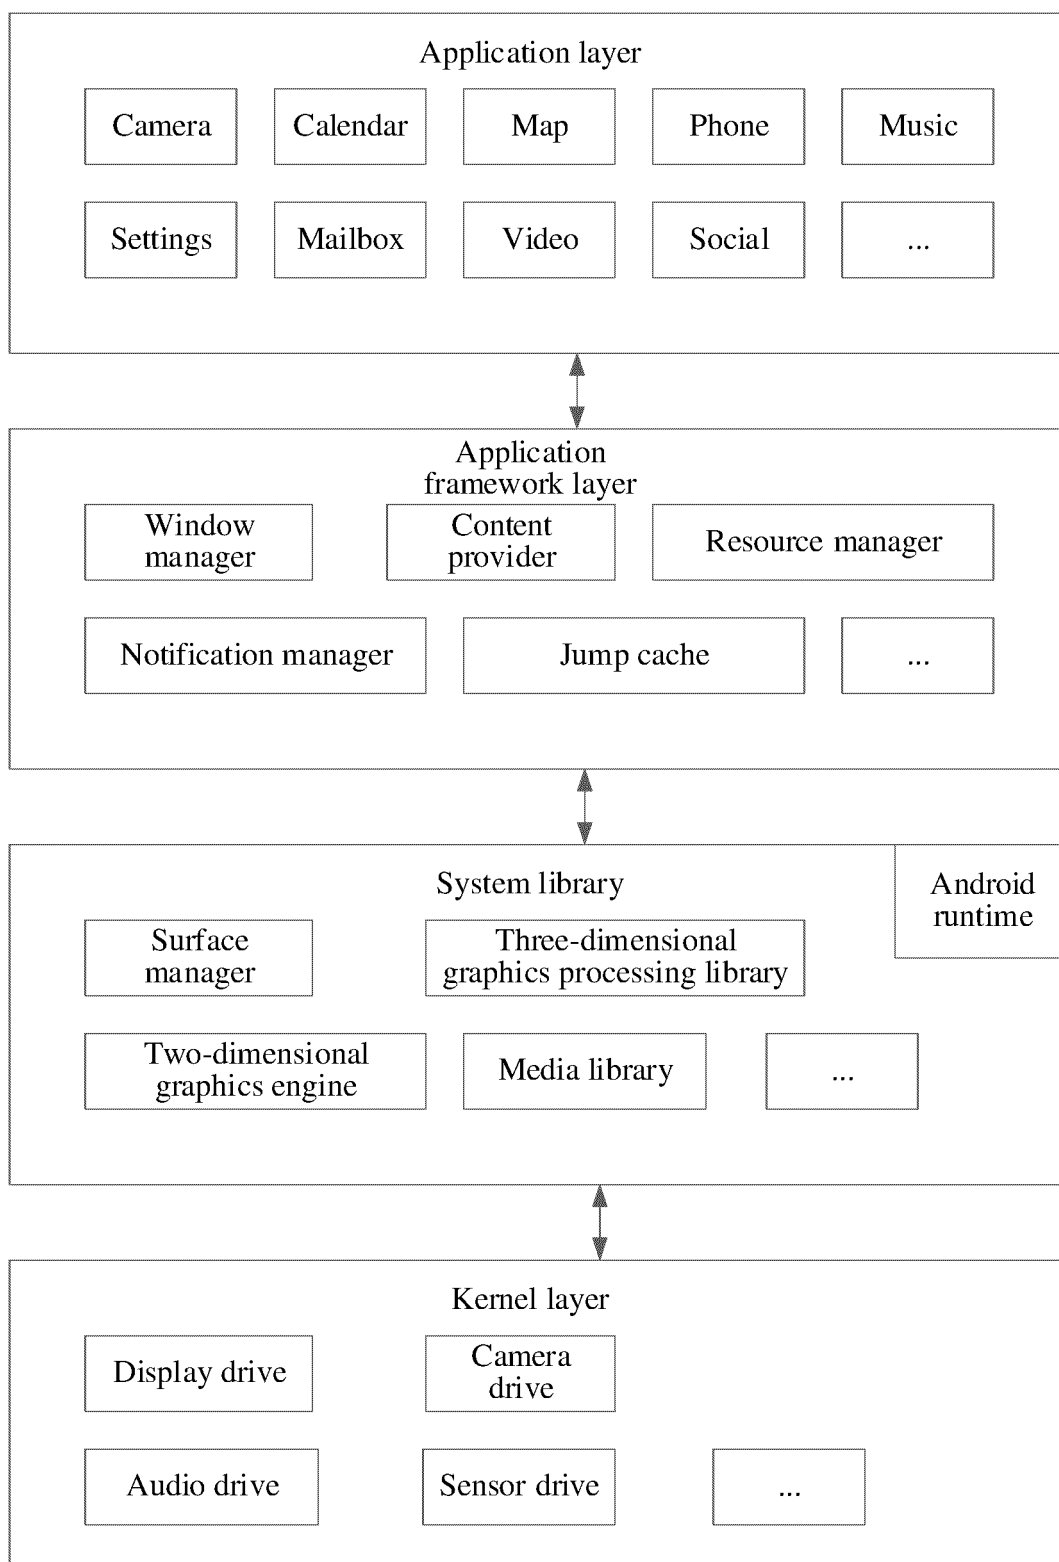 Application layer
Camera
Calendar
Map
Phone
Music
Settings
Mailbox
Video
Social
...
Application
framework layer
Window
manager
Content
provider
Resource manager
Notification manager
Jump cache
...
System library
Android
runtime
Surface
manager
Three-dimensional
graphics processing library
Two-dimensional
graphics engine
Media library
...
Kernel layer
Display drive
Camera
drive
Audio drive
Sensor drive
...